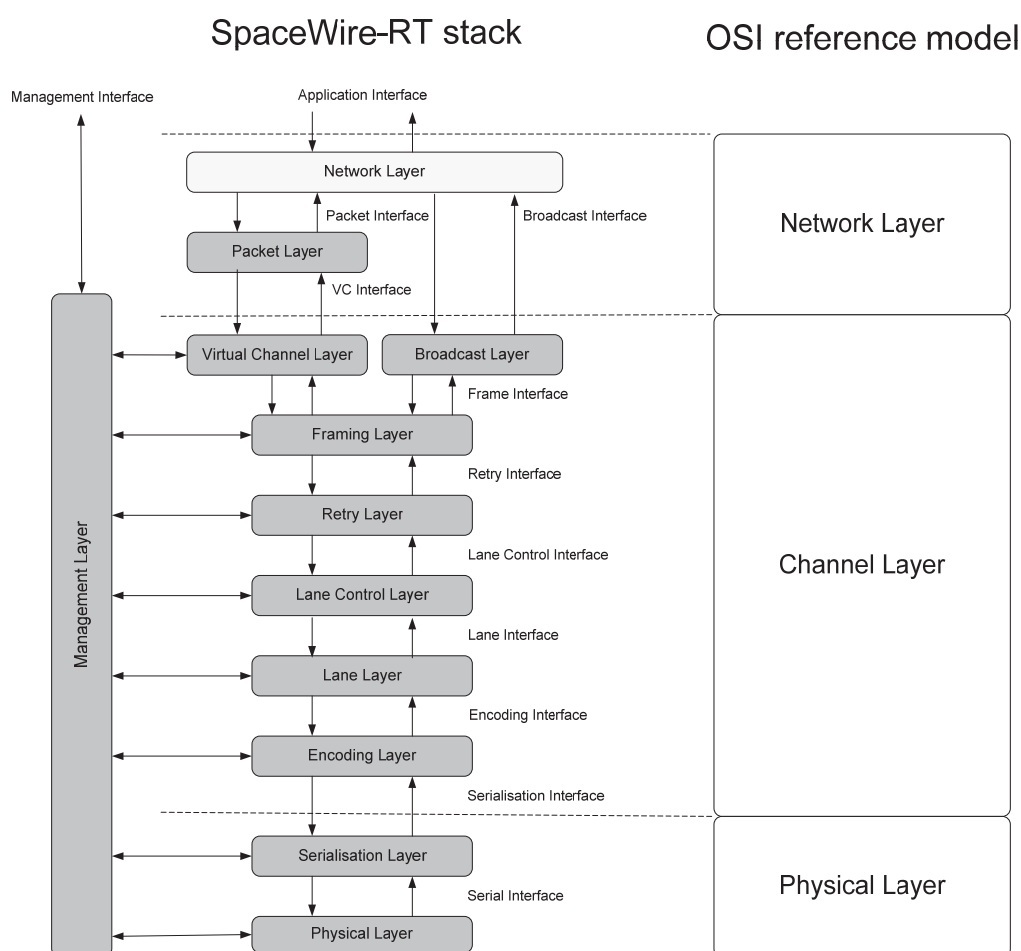 SpaceWire-RT stack
OSI reference model
Management Interface
Application Interface
Network Layer
Packet Interface
Broadcast Interface
Network Layer
Packet Layer
VC Interface
Virtual Channel Layer
Broadcast Layer
Frame Interface
Framing Layer
Retry Interface
Retry Layer
Lane Control Interface
Channel Layer
Management Layer
Lane Control Layer
Lane Interface
Lane Layer
Encoding Interface
Encoding Layer
Serialisation Interface
Serialisation Layer
Physical Layer
Serial Interface
Physical Layer